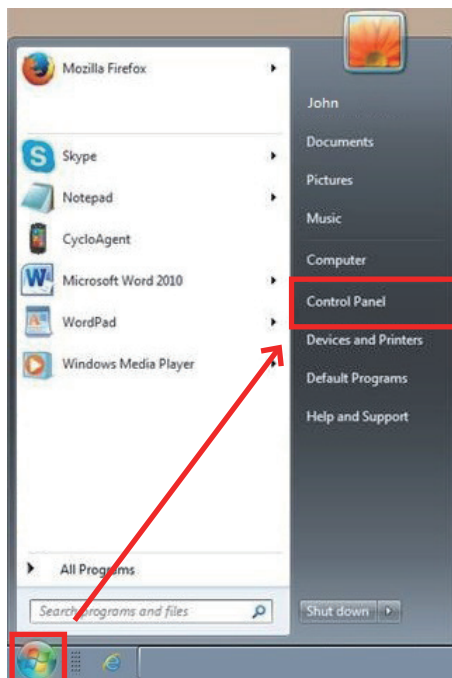 Mozilla Firefox
Skype
Notepad
CycloAgent
Microsoft Word 2010
WordPad
Windows Media Player
All Programs
Search programs and files
John
Documents
Pictures
Music
Computer
Control Panel
Devices and Printers
Default Programs
Help and Support
Shut down